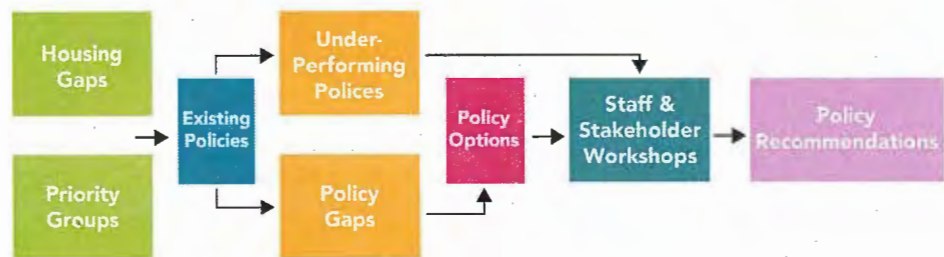 Housing
Gaps
Priority
Groups
Existing
Policies
Under-
Performing
Polices
Policy
Gaps
Policy
Options
Staff &
Stakeholder
Workshops
Policy
Recommendations